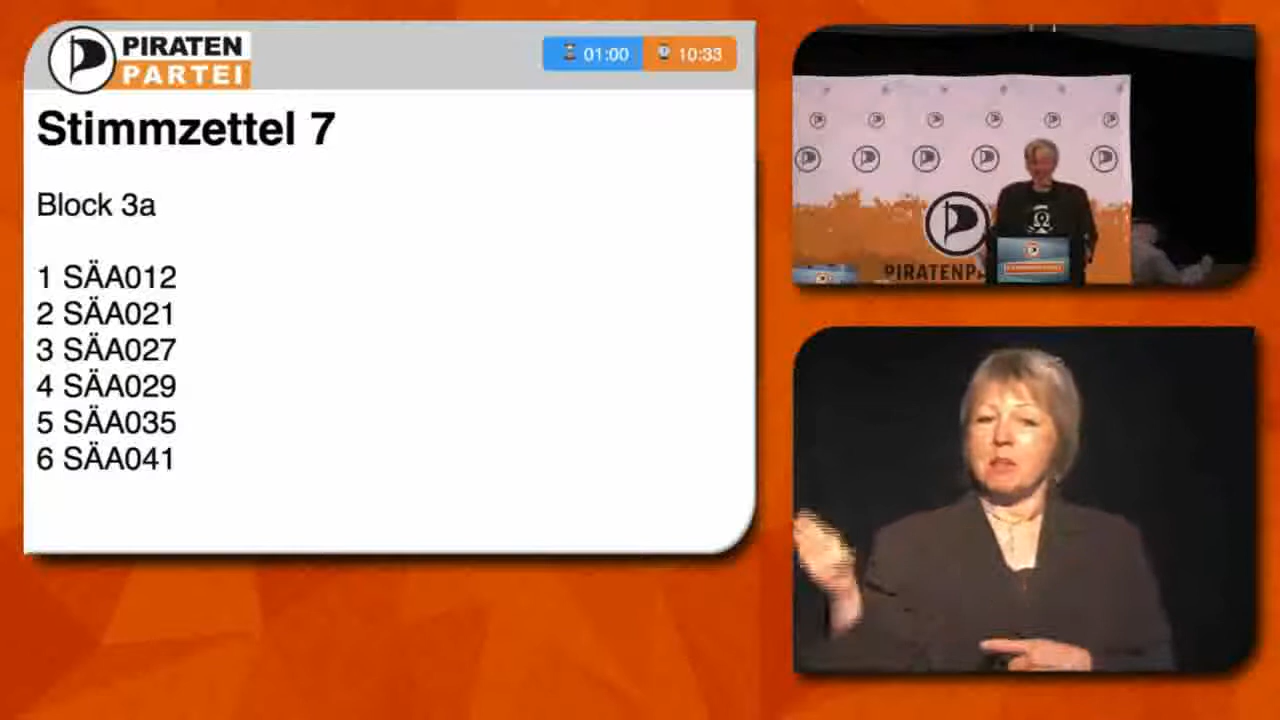 PIRATEN
PARTEI
01:00
10:33
Stimmzettel 7
Block 3a
1 SÄA012
2 SÄA021
3 SÄA027
4 SÄA029
5 SÄA035
6 SÄA041